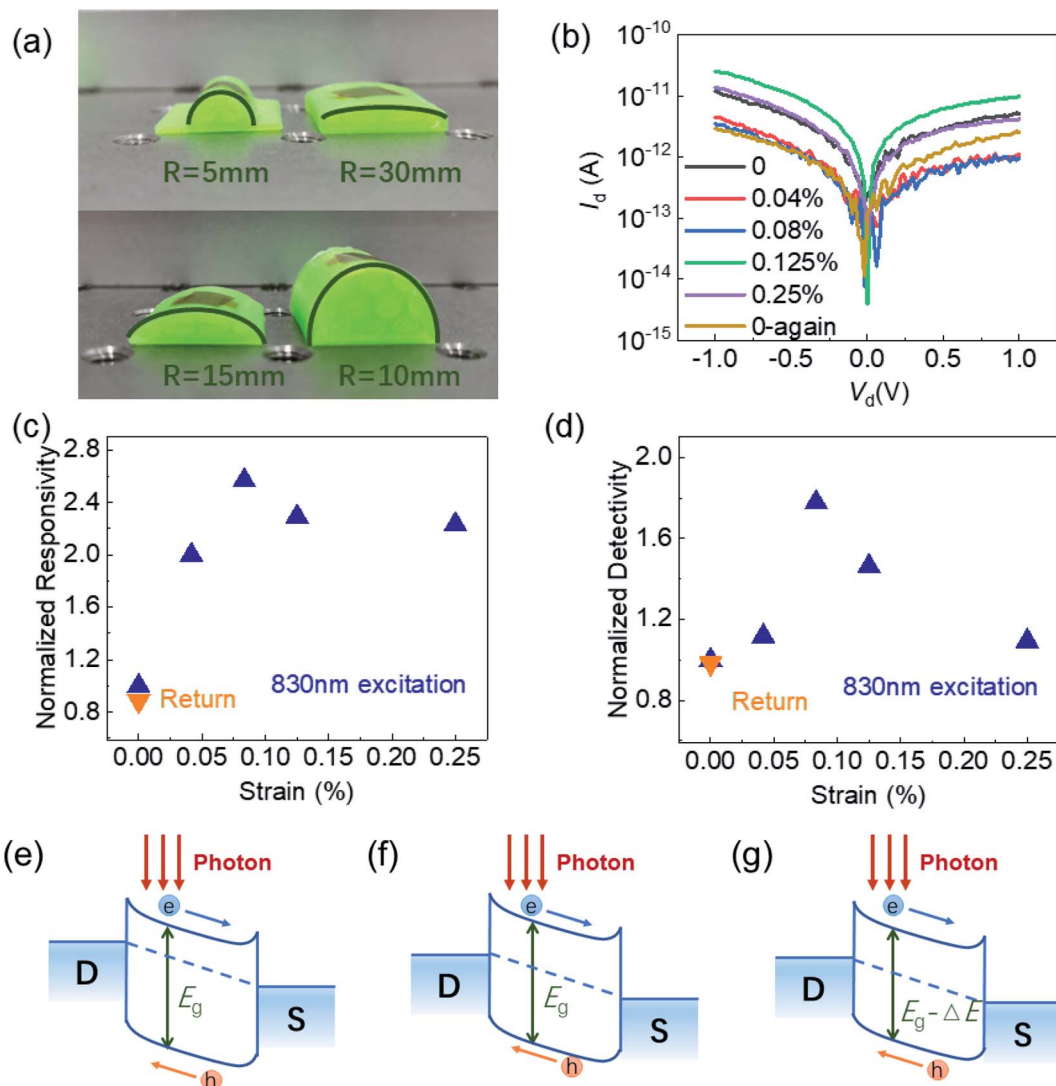 (a)
R=5mm
R=30mm
R=15mm
R=10mm
(b)
I_d (A)
10⁻¹⁰
10⁻¹¹
10⁻¹²
10⁻¹³
10⁻¹⁴
10⁻¹⁵
0
0.04%
0.08%
0.125%
0.25%
0-again
-1.0
-0.5
0.0
0.5
1.0
V_d(V)
(c)
Normalized Responsivity
2.8
2.4
2.0
1.6
1.2
0.8
Return
830nm excitation
0.00
0.05
0.10
0.15
0.20
0.25
Strain (%)
(d)
Normalized Detectivity
2.0
1.6
1.2
0.8
Return
830nm excitation
0.00
0.05
0.10
0.15
0.20
0.25
Strain (%)
(e)
Photon
e
D
E_g
S
h
(f)
Photon
e
D
E_g
S
h
(g)
Photon
e
D
E_g - △E
S
h